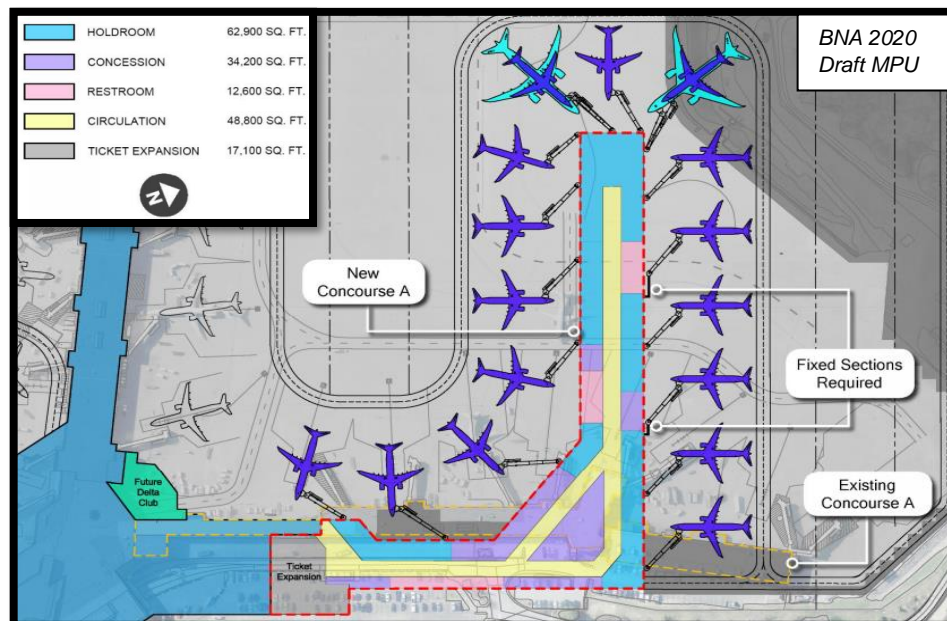 HOLDROOM 62,900 SQ. FT.
CONCESSION 34,200 SQ. FT.
RESTROOM 12,600 SQ. FT.
CIRCULATION 48,800 SQ. FT.
TICKET EXPANSION 17,100 SQ. FT.
N
BNA 2020
Draft MPU
New
Concourse A
Fixed Sections
Required
Existing
Concourse A
Future
Delta
Club
Ticket
Expansion